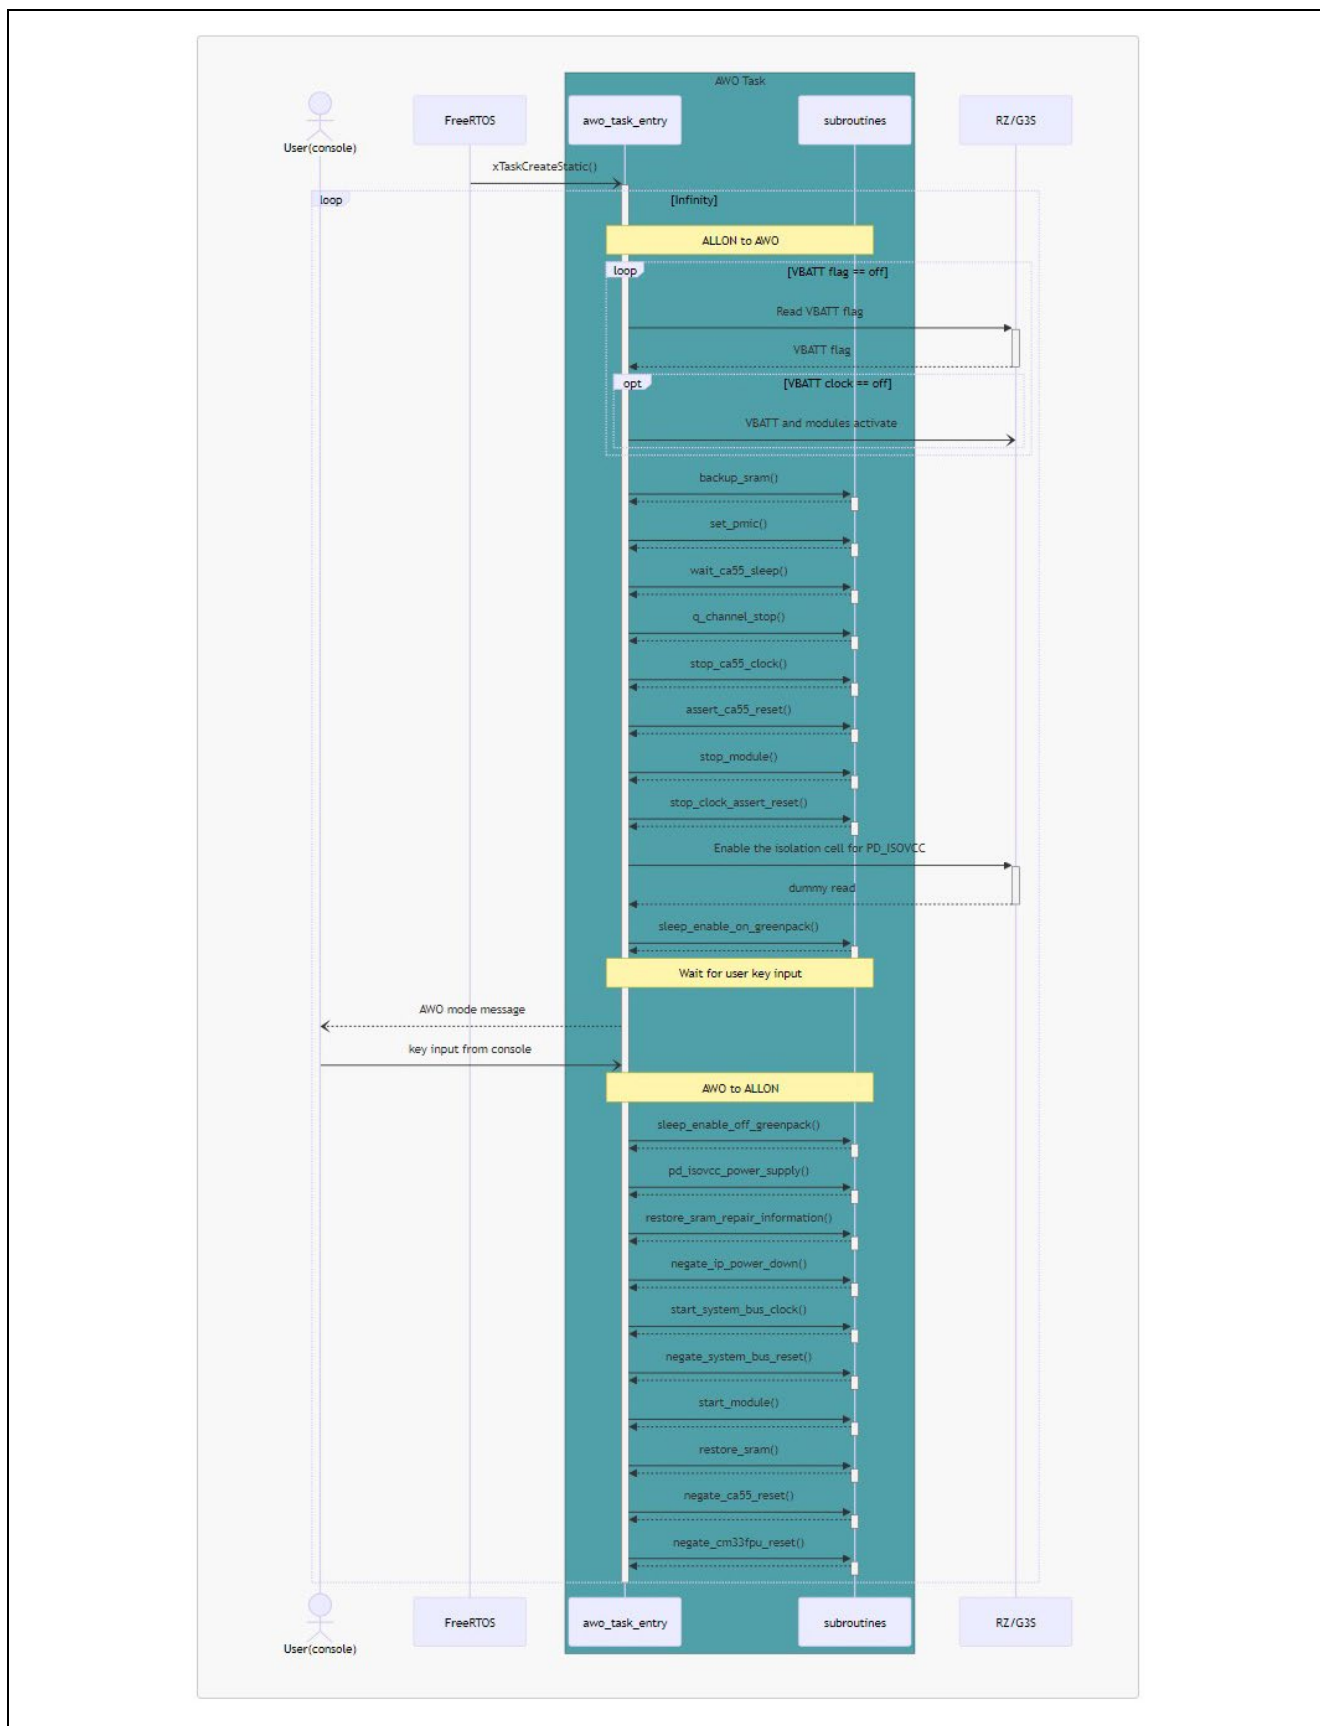 AWO Task
User(console)
FreeRTOS
awo_task_entry
subroutines
RZ/G3S
xTaskCreateStatic()
loop
[Infinity]
ALLON to AWO
loop
[VBATT flag == off]
Read VBATT flag
VBATT flag
opt
[VBATT clock == off]
VBATT and modules activate
backup_sram()
set_pmic()
wait_ca55_sleep()
q_channel_stop()
stop_ca55_clock()
assert_ca55_reset()
stop_module()
stop_clock_assert_reset()
Enable the isolation cell for PD_ISOVCC
dummy read
sleep_enable_on_greenpack()
Wait for user key input
AWO mode message
key input from console
AWO to ALLON
sleep_enable_off_greenpack()
pd_isovcc_power_supply()
restore_sram_repair_information()
negate_ip_power_down()
start_system_bus_clock()
negate_system_bus_reset()
start_module()
restore_sram()
negate_ca55_reset()
negate_cm33fpu_reset()
User(console)
FreeRTOS
awo_task_entry
subroutines
RZ/G3S